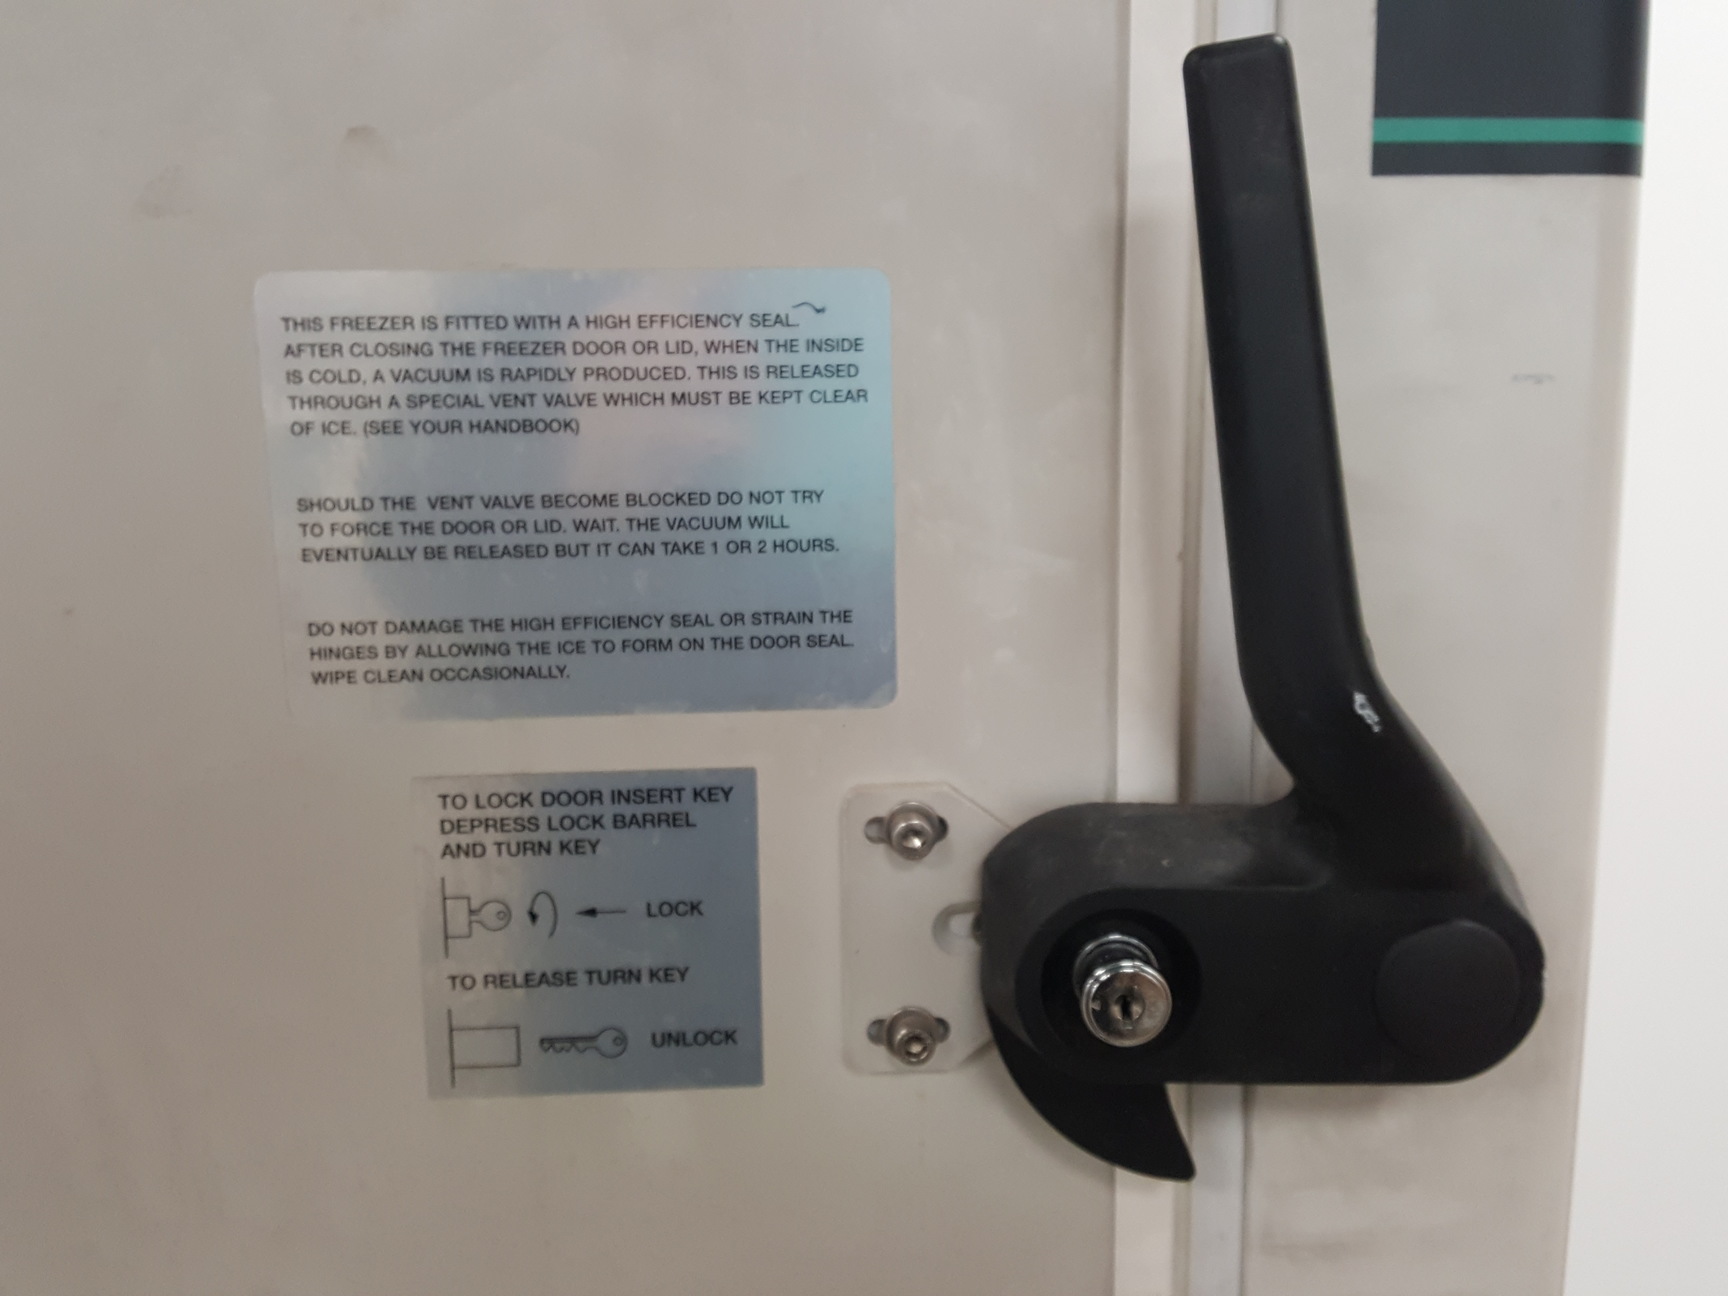 THIS FREEZER IS FITTED WITH A HIGH EFFICIENCY SEAL.
AFTER CLOSING THE FREEZER DOOR OR LID, WHEN THE INSIDE
IS COLD, A VACUUM IS RAPIDLY PRODUCED. THIS IS RELEASED
THROUGH A SPECIAL VENT VALVE WHICH MUST BE KEPT CLEAR
OF ICE. (SEE YOUR HANDBOOK)
SHOULD THE VENT VALVE BECOME BLOCKED DO NOT TRY
TO FORCE THE DOOR OR LID. WAIT. THE VACUUM WILL
EVENTUALLY BE RELEASED BUT IT CAN TAKE 1 OR 2 HOURS.
DO NOT DAMAGE THE HIGH EFFICIENCY SEAL OR STRAIN THE
HINGES BY ALLOWING THE ICE TO FORM ON THE DOOR SEAL.
WIPE CLEAN OCCASIONALLY.
TO LOCK DOOR INSERT KEY
DEPRESS LOCK BARREL
AND TURN KEY
LOCK
TO RELEASE TURN KEY
UNLOCK